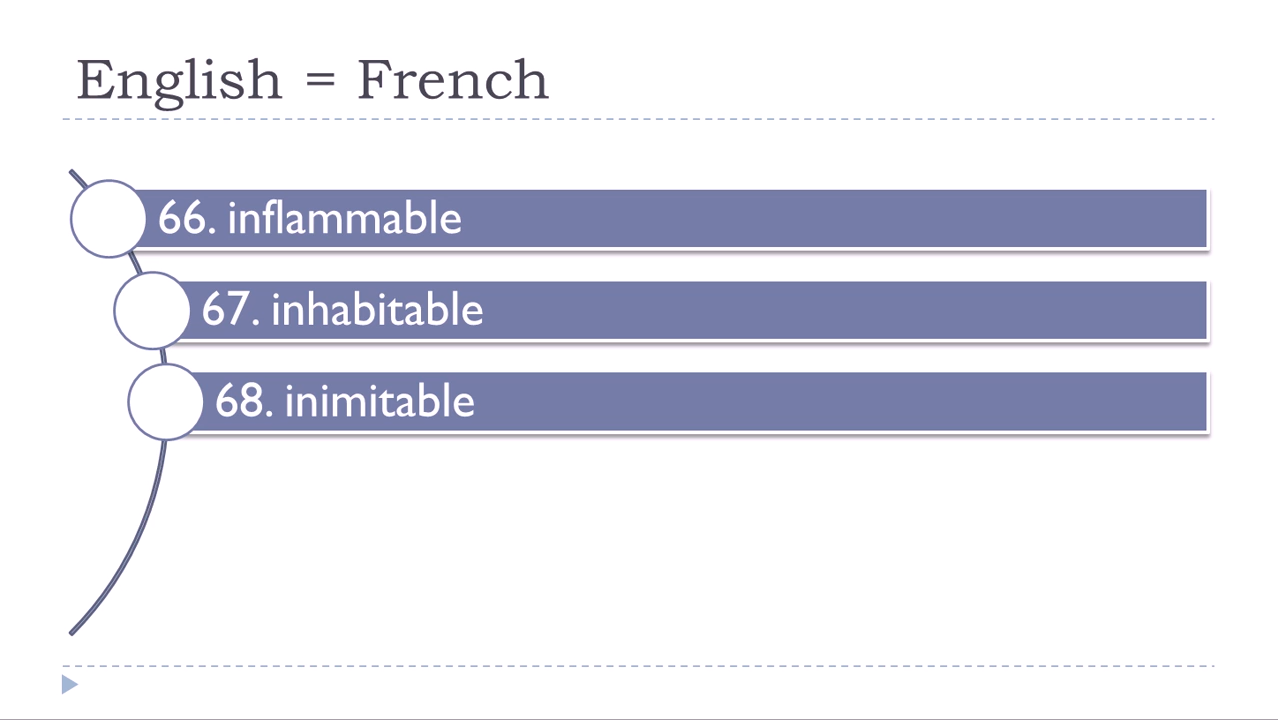 English = French
66. inflammable
67. inhabitable
68. inimitable